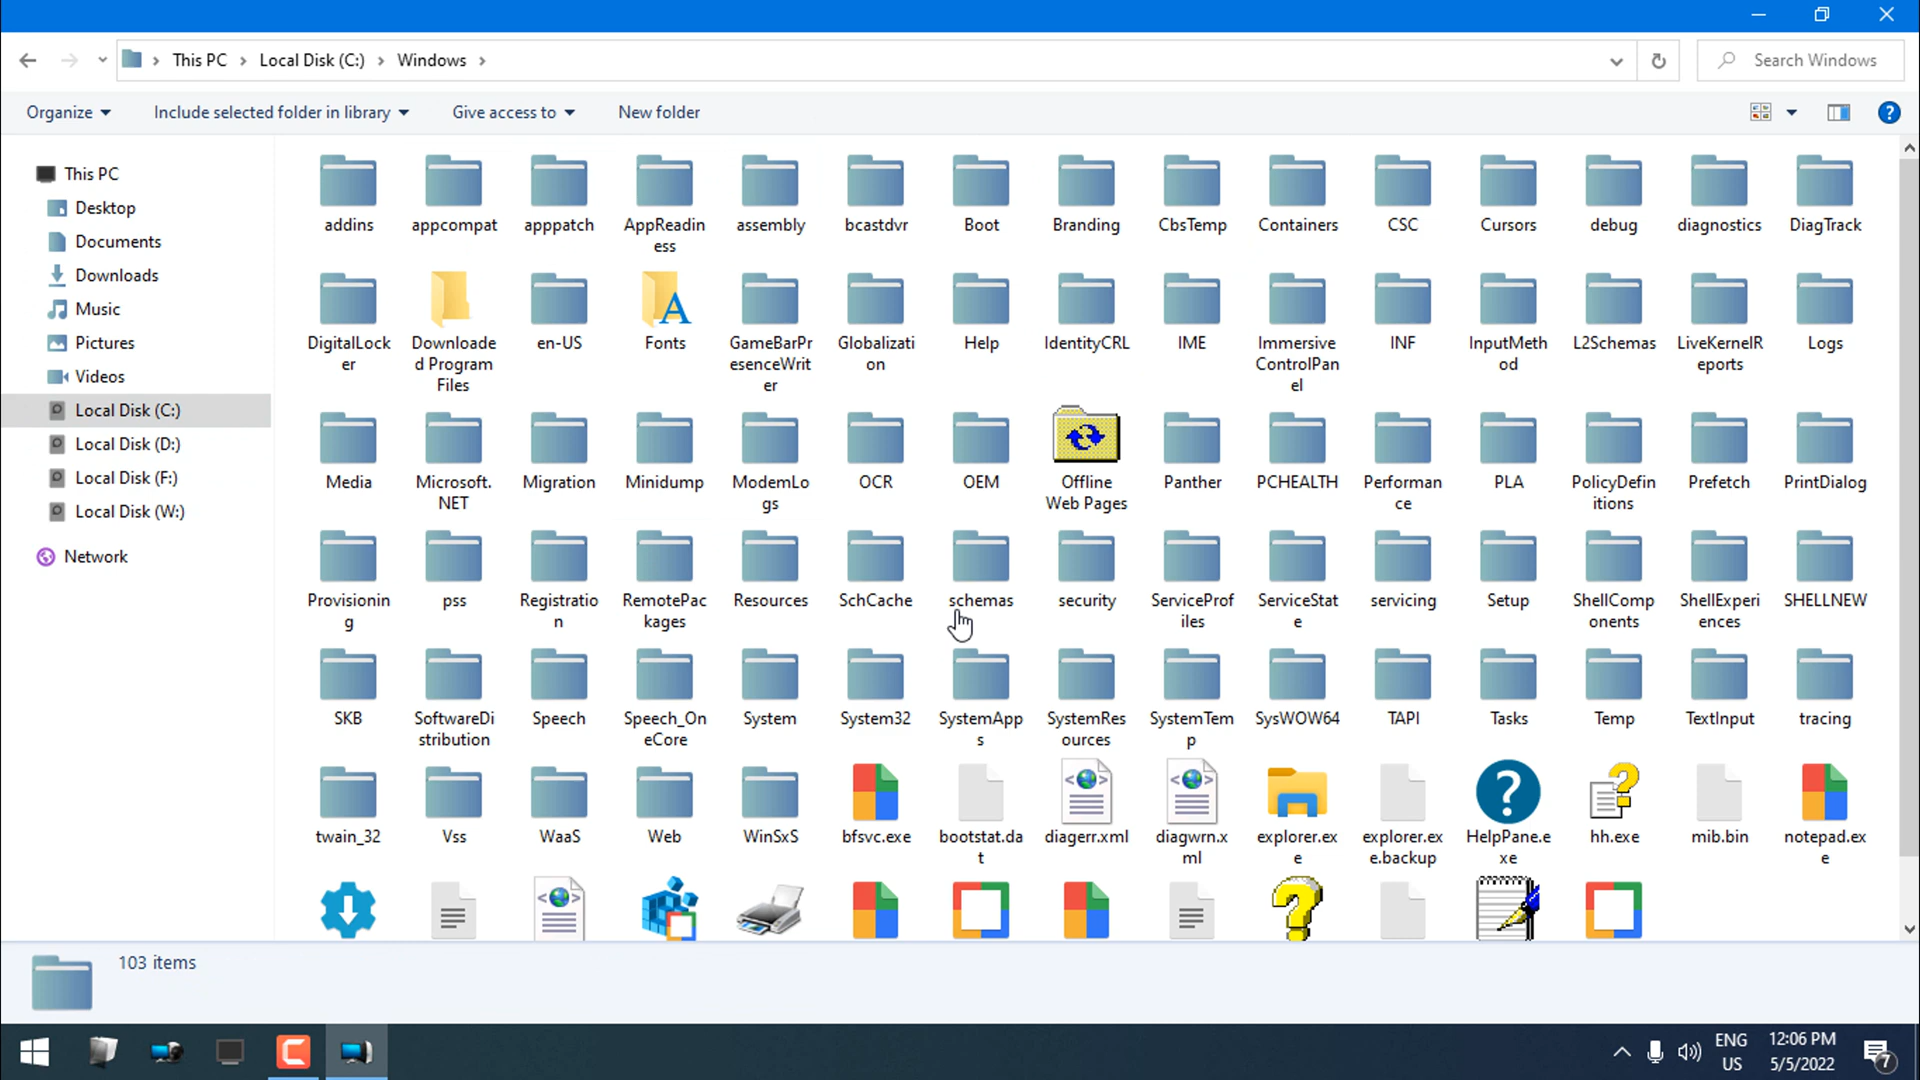 This PC > Local Disk (C:) > Windows >
Search Windows
Organize
Include selected folder in library
Give access to
New folder
This PC
Desktop
Documents
Downloads
Music
Pictures
Videos
Local Disk (C:)
Local Disk (D:)
Local Disk (F:)
Local Disk (W:)
Network
addins
appcompat
apppatch
AppReadin
ess
assembly
bcastdvr
Boot
Branding
CbsTemp
Containers
CSC
Cursors
debug
diagnostics
DiagTrack
DigitalLock
er
Downloade
d Program
Files
en-US
Fonts
GameBarPr
esenceWrit
er
Globalizati
on
Help
IdentityCRL
IME
Immersive
ControlPan
el
INF
InputMeth
od
L2Schemas
LiveKernelR
eports
Logs
Media
Microsoft.
NET
Migration
Minidump
ModemLo
gs
OCR
OEM
Offline
Web Pages
Panther
PCHEALTH
Performan
ce
PLA
PolicyDefin
itions
Prefetch
PrintDialog
Provisionin
g
pss
Registratio
n
RemotePac
kages
Resources
SchCache
schemas
security
ServiceProf
iles
ServiceStat
e
servicing
Setup
ShellComp
onents
ShellExperi
ences
SHELLNEW
SKB
SoftwareDi
stribution
Speech
Speech_On
eCore
System
System32
SystemApp
s
SystemRes
ources
SystemTem
p
SysWOW64
TAPI
Tasks
Temp
TextInput
tracing
twain_32
Vss
WaaS
Web
WinSxS
bfsvc.exe
bootstat.da
t
diagerr.xml
diagwrn.x
ml
explorer.ex
e
explorer.ex
e.backup
HelpPane.e
xe
hh.exe
mib.bin
notepad.ex
e
103 items
ENG
US
12:06 PM
5/5/2022
7